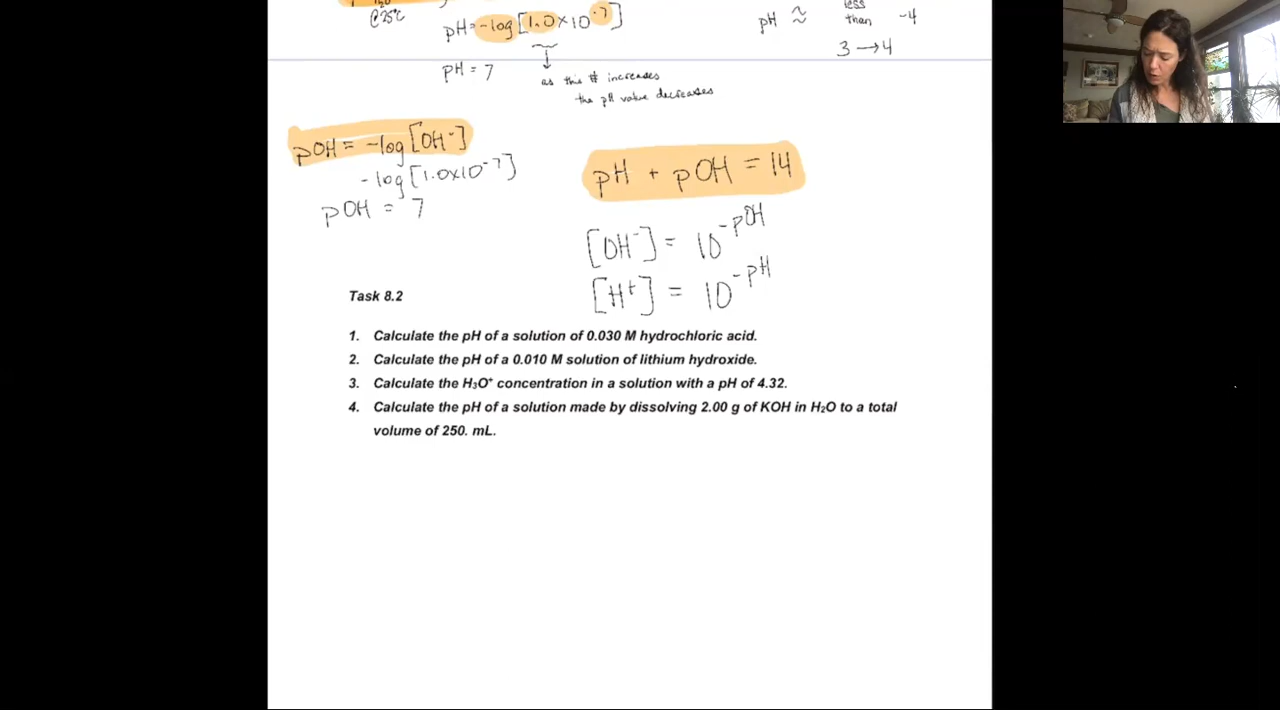 H₂O
@ 25°C
pH = -log [1.0 × 10⁻⁷]
pH ≈ less than -4
3 → 4
pH = 7
as this # increases
the pH value decreases
pOH = -log [OH⁻]
-log [1.0×10⁻⁷]
pOH = 7
pH + pOH = 14
[OH⁻] = 10^-pOH
[H⁺] = 10^-pH
Task 8.2
1. Calculate the pH of a solution of 0.030 M hydrochloric acid.
2. Calculate the pH of a 0.010 M solution of lithium hydroxide.
3. Calculate the H₃O⁺ concentration in a solution with a pH of 4.32.
4. Calculate the pH of a solution made by dissolving 2.00 g of KOH in H₂O to a total
volume of 250. mL.